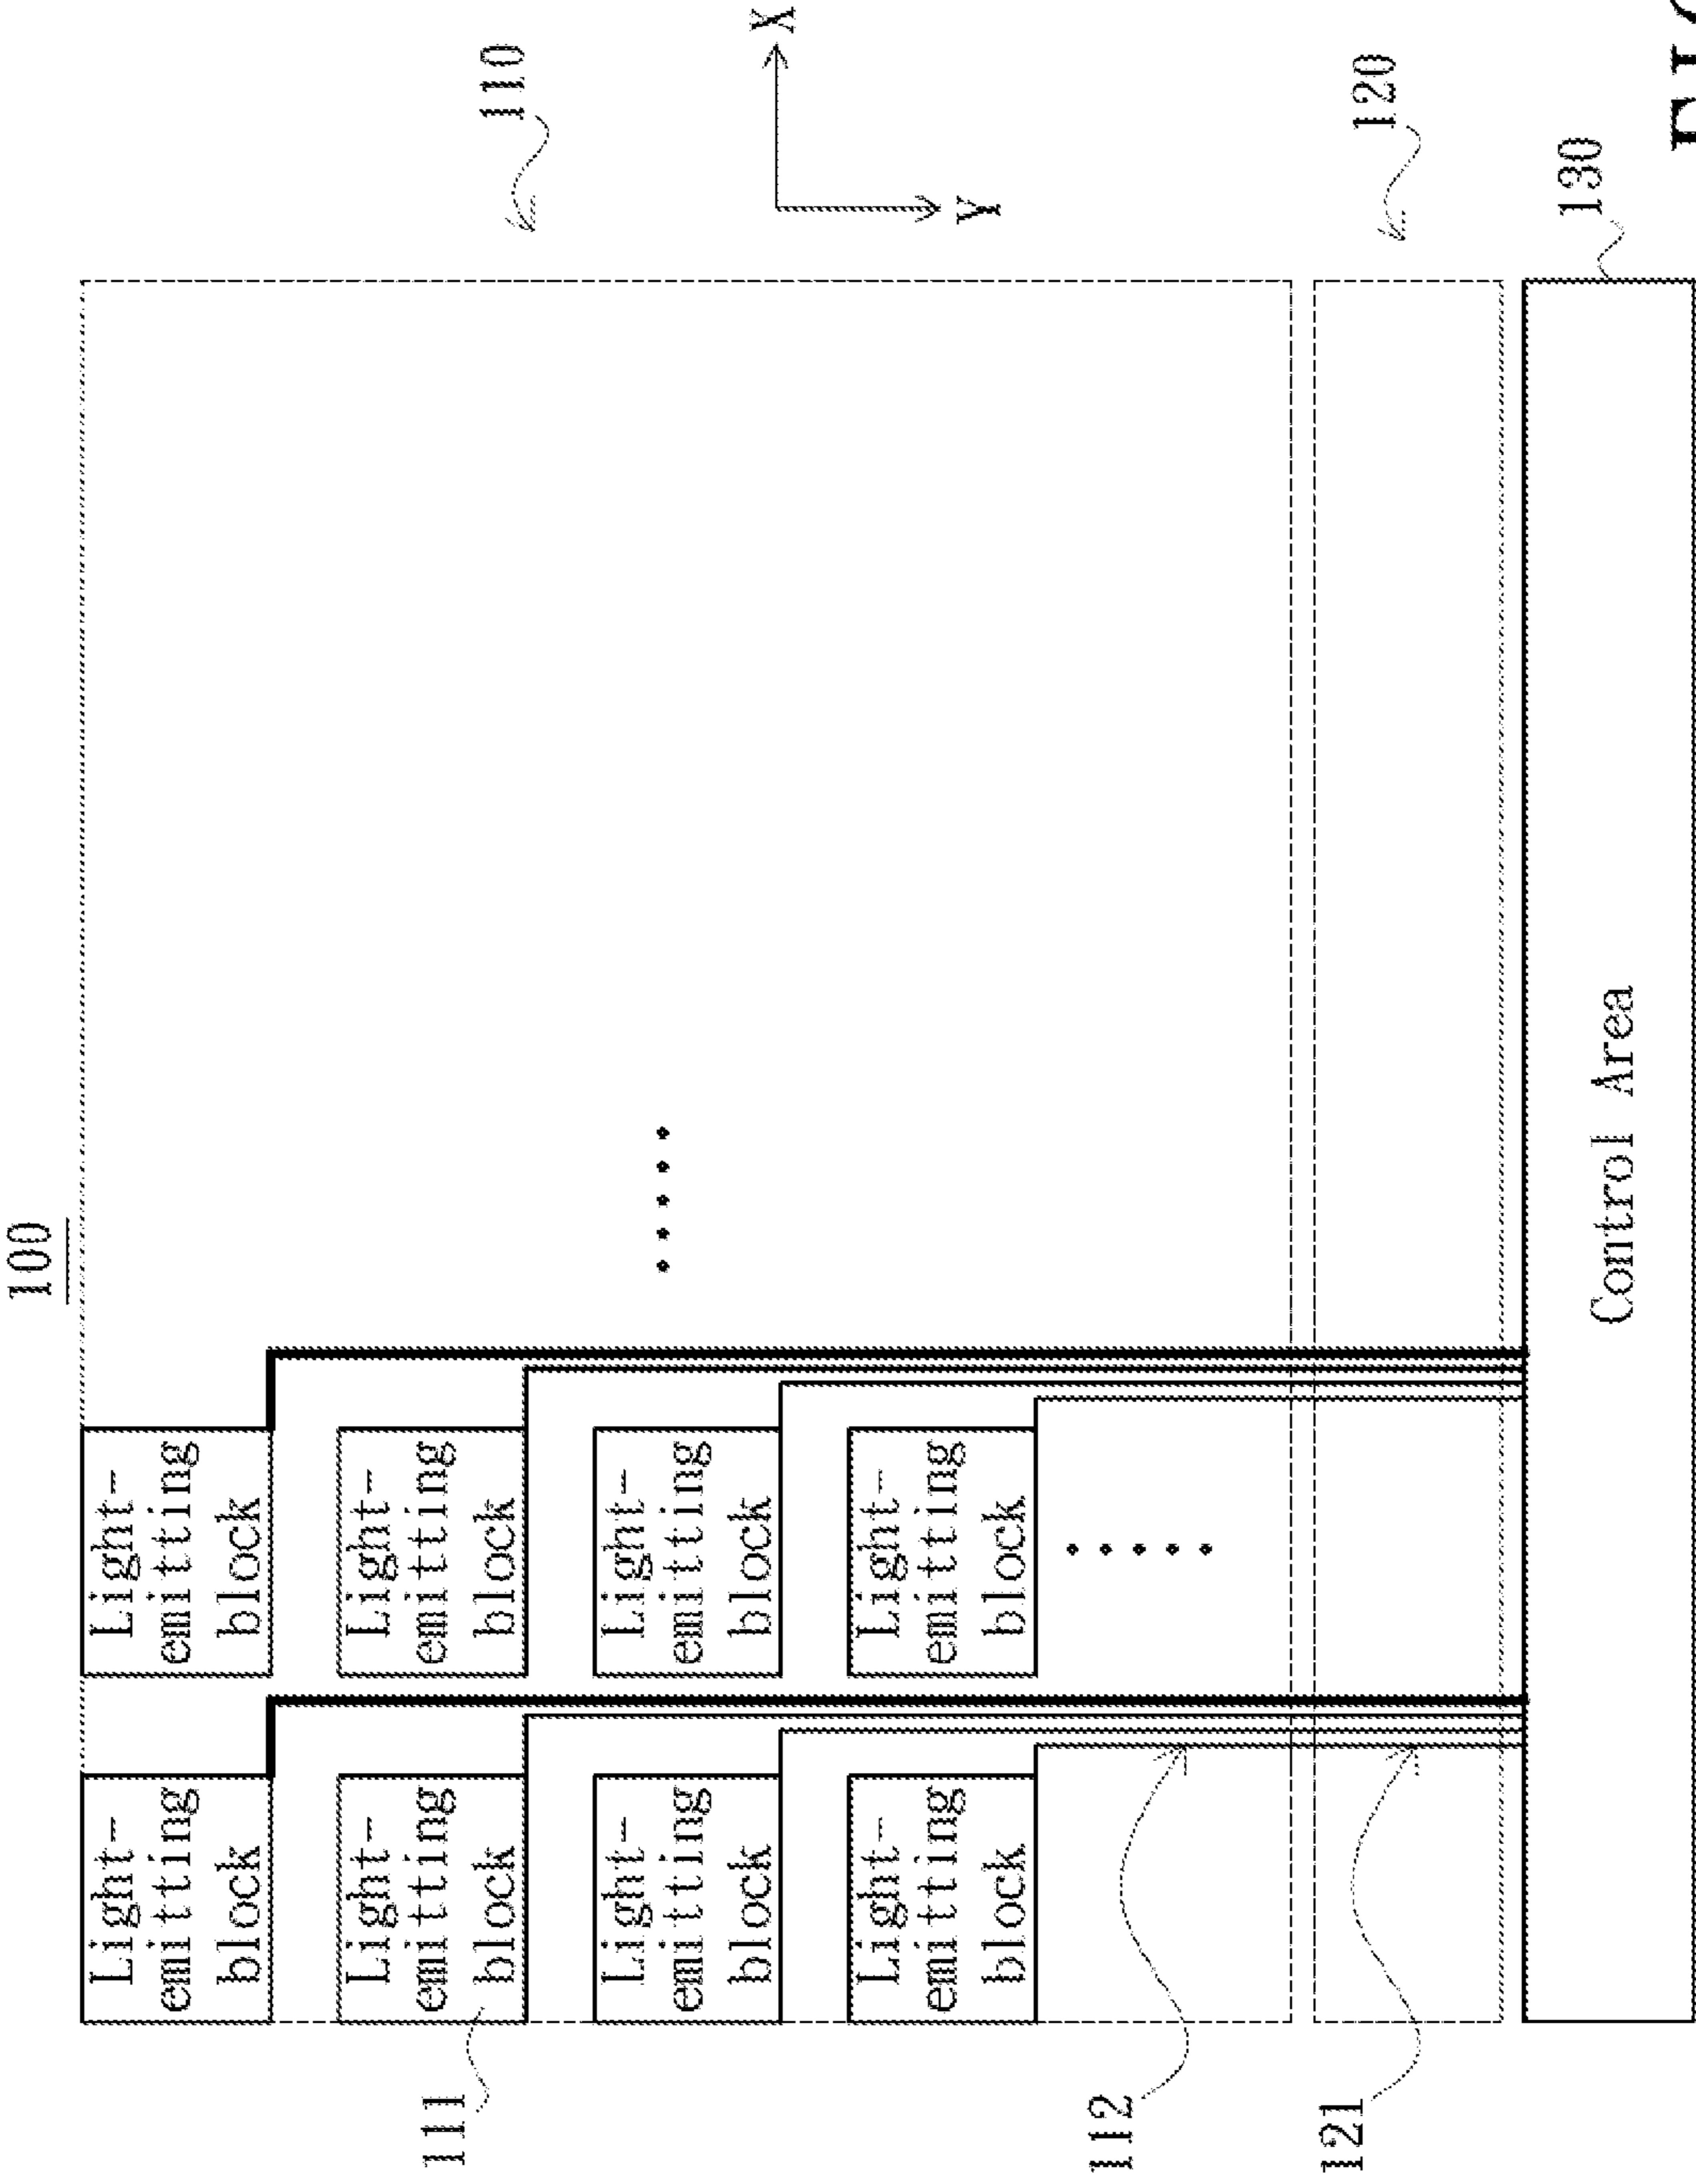 100
Light-
emitting
block
Light-
emitting
block
111
Light-
emitting
block
Light-
emitting
block
110
Light-
emitting
block
Light-
emitting
block
X
Y
Light-
emitting
block
Light-
emitting
block
112
121
120
130
Control Area